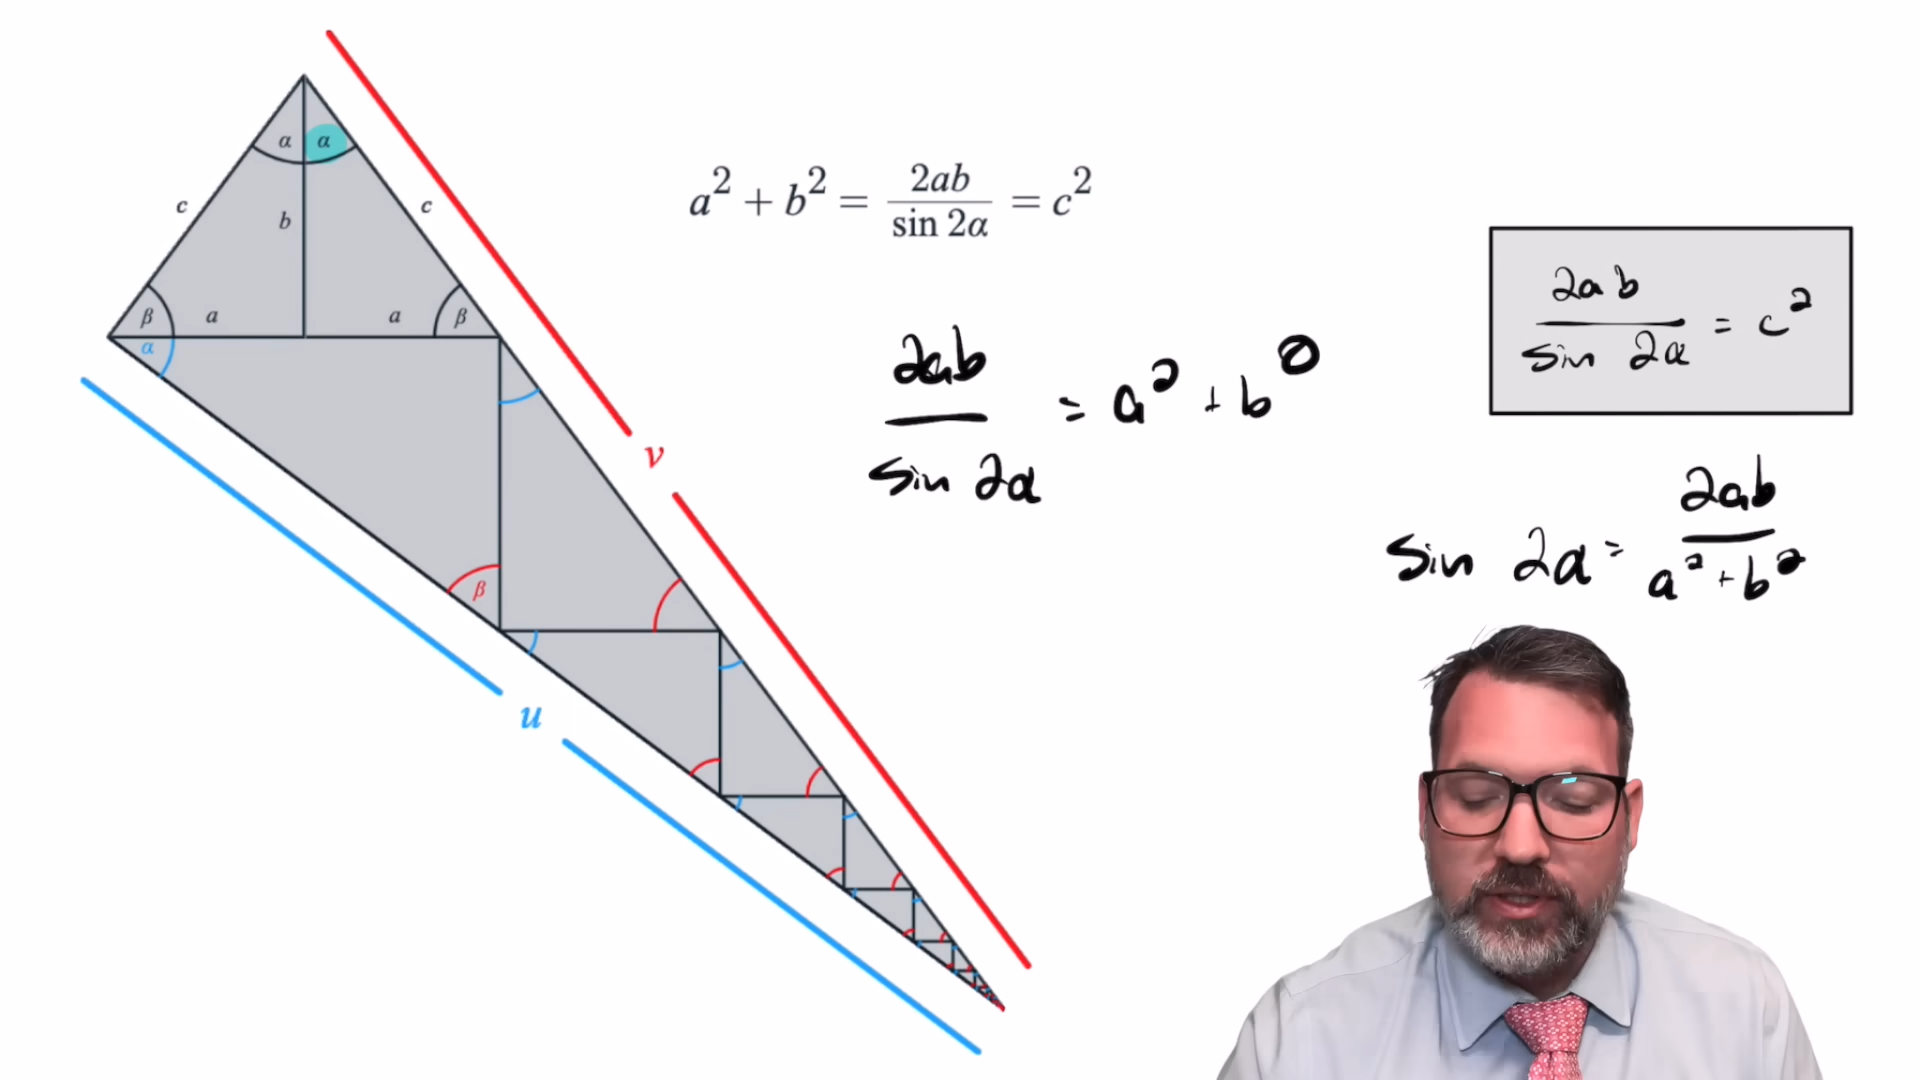 α α
c b c
β a a β
α
β
v
u
a² + b² = 2ab / sin 2α = c²
2ab / sin 2α = a² + b²
2ab / sin 2α = c²
sin 2α = 2ab / a² + b²